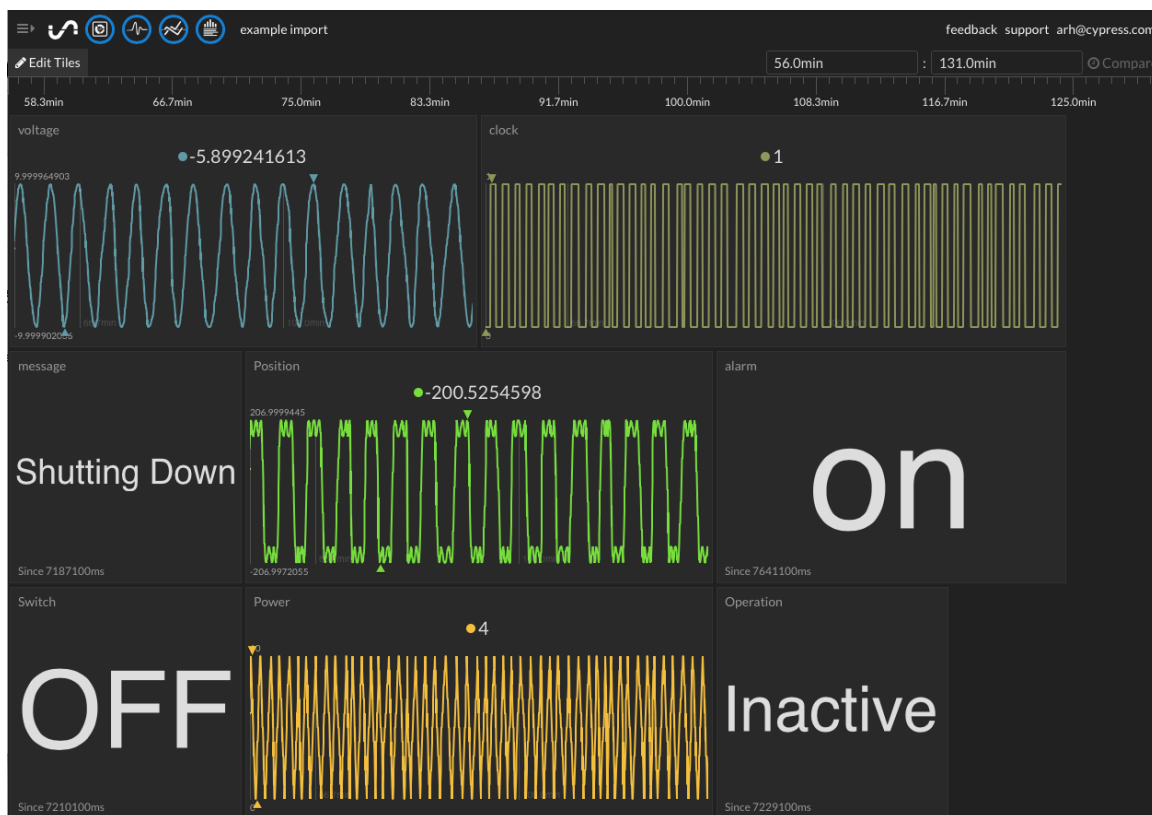 example import
feedback support arh@cypress.com
Edit Tiles
56.0min : 131.0min Compare
58.3min 66.7min 75.0min 83.3min 91.7min 100.0min 108.3min 116.7min 125.0min
voltage
-5.899241613
9.999964903
-9.999902056
clock
1
0
message
Shutting Down
Since 7187100ms
Position
-200.5254598
206.9999445
-206.9972055
alarm
on
Since 7641100ms
Switch
OFF
Since 7210100ms
Power
4
Operation
Inactive
Since 7229100ms